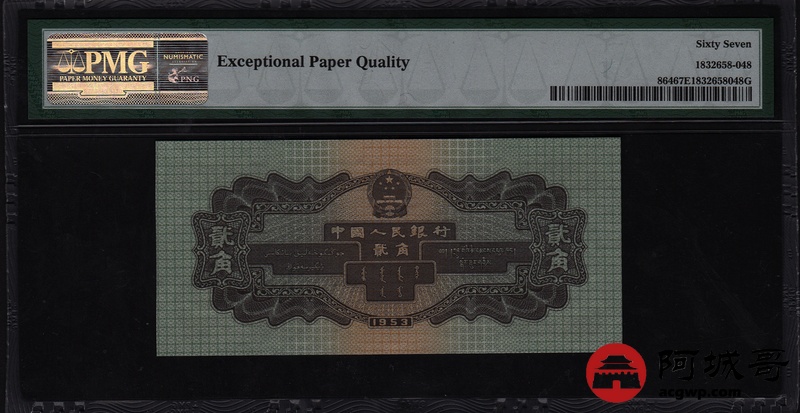 PMG
PAPER MONEY GUARANTY
NUMISMATIC
PNG
Exceptional Paper Quality
Sixty Seven
1832658-048
86467E1832658048G
中國人民銀行
貳角
貳角
貳角
1953
阿城哥
acgwp.com